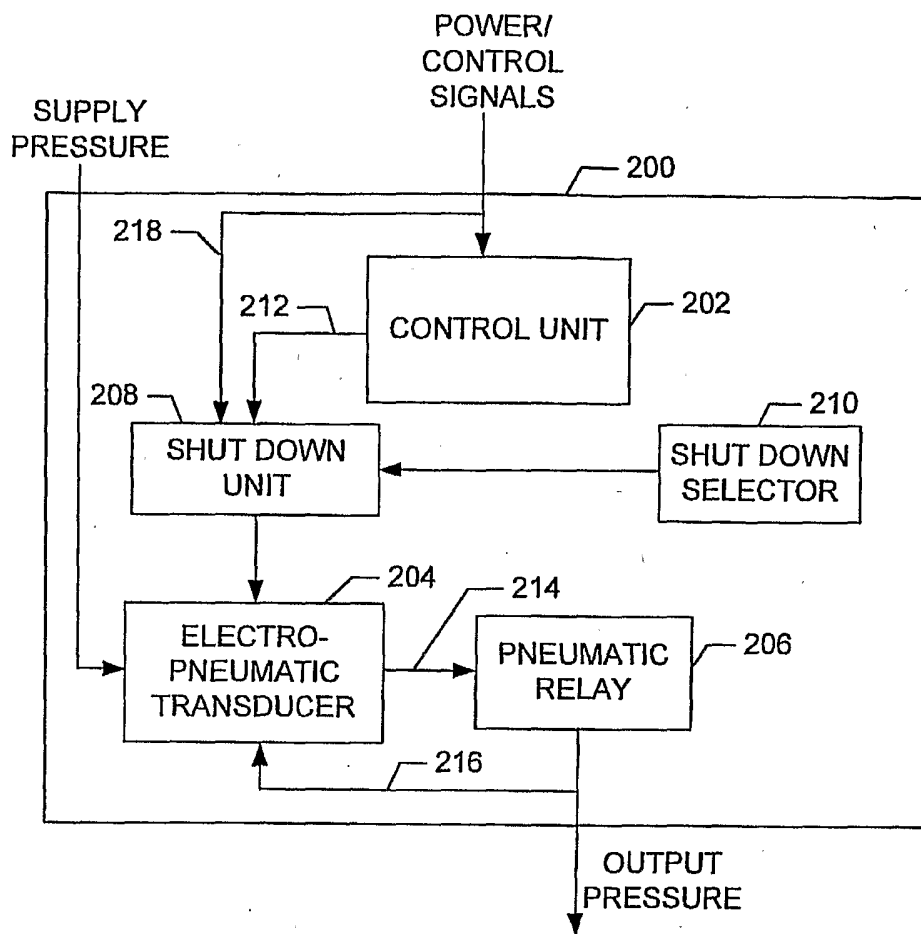 POWER/
CONTROL
SIGNALS
SUPPLY
PRESSURE
200
218
212
CONTROL UNIT
202
208
SHUT DOWN
UNIT
210
SHUT DOWN
SELECTOR
204
214
ELECTRO-
PNEUMATIC
TRANSDUCER
PNEUMATIC
RELAY
206
216
OUTPUT
PRESSURE